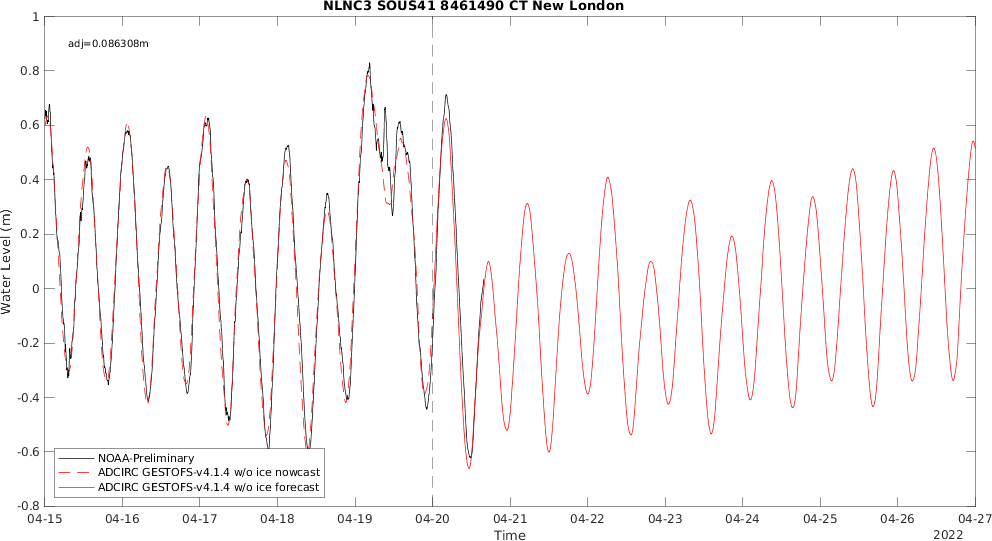 NLNC3 SOUS41 8461490 CT New London
adj=0.086308m
Water Level (m)
1
0.8
0.6
0.4
0.2
0
-0.2
-0.4
-0.6
-0.8
NOAA-Preliminary
ADCIRC GESTOFS-v4.1.4 w/o ice nowcast
ADCIRC GESTOFS-v4.1.4 w/o ice forecast
04-15 04-16 04-17 04-18 04-19 04-20 04-21 04-22 04-23 04-24 04-25 04-26 04-27
Time
2022